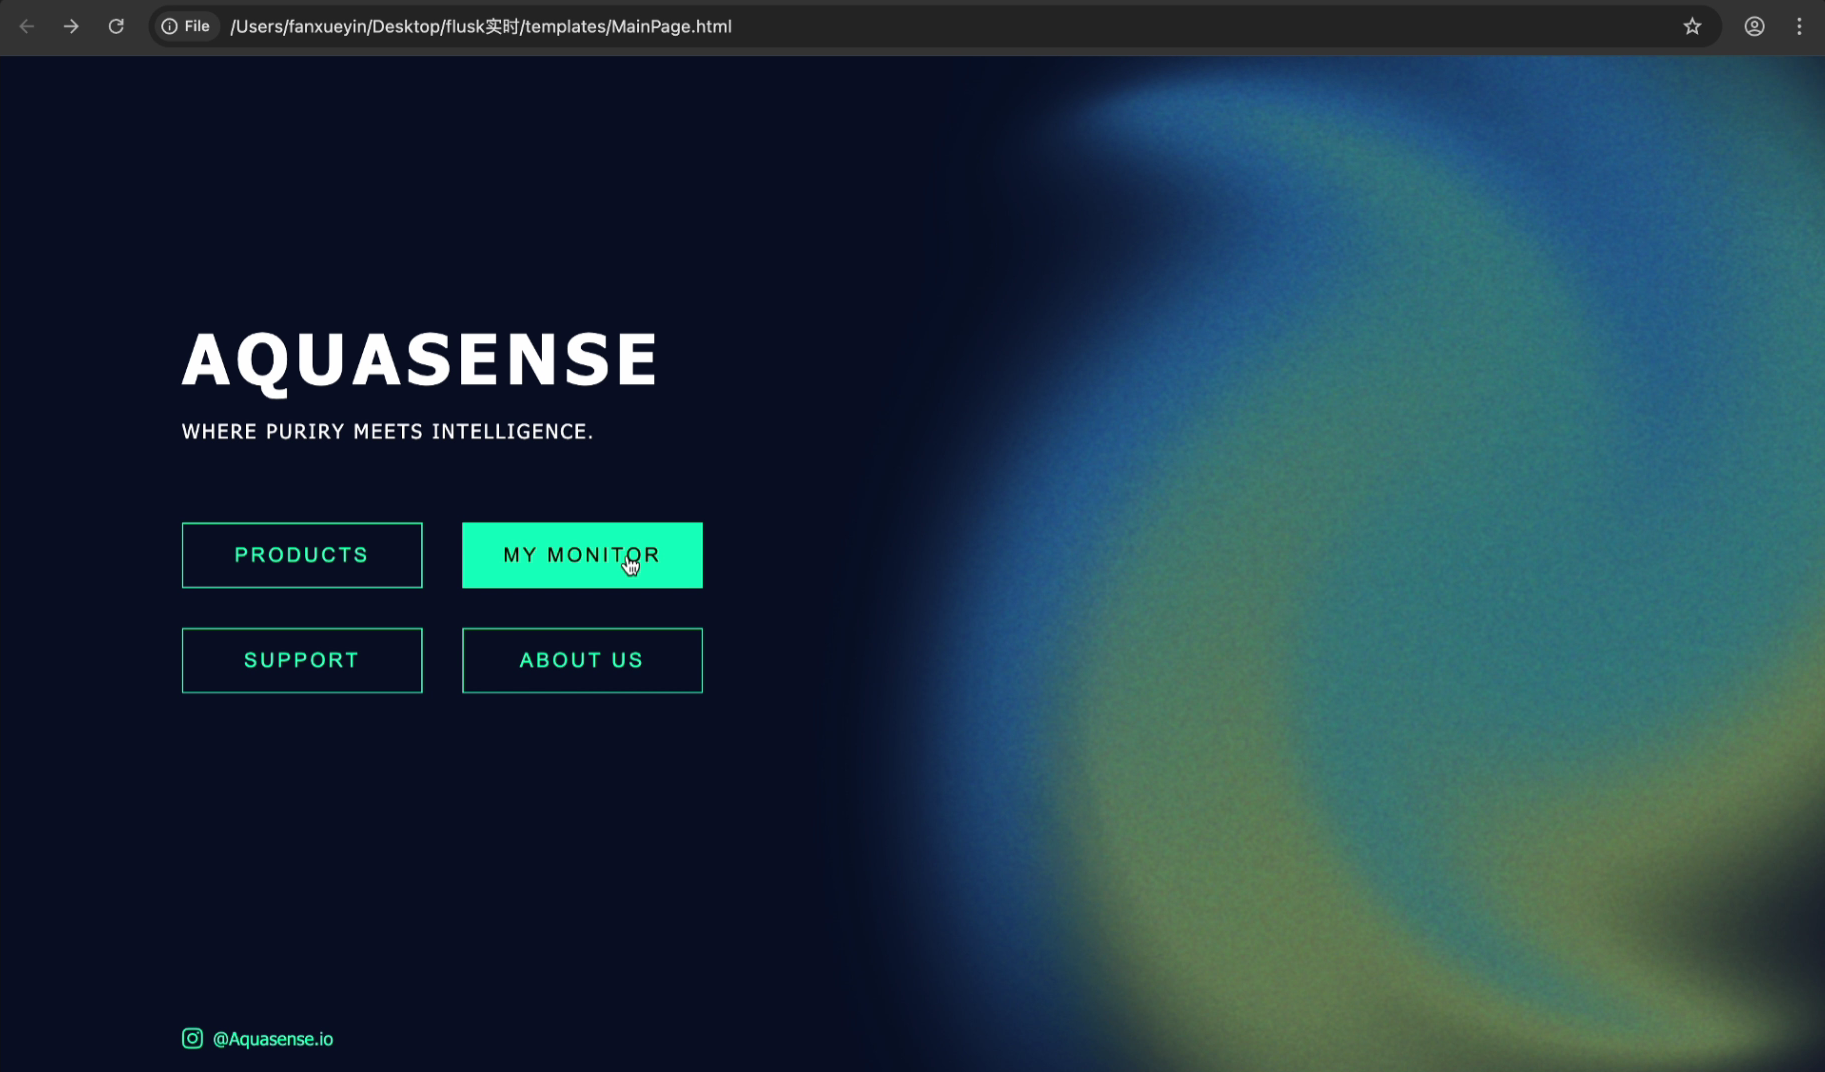 File /Users/fanxueyin/Desktop/flusk实时/templates/MainPage.html
AQUASENSE
WHERE PURIRY MEETS INTELLIGENCE.
PRODUCTS MY MONITOR
SUPPORT ABOUT US
@Aquasense.io